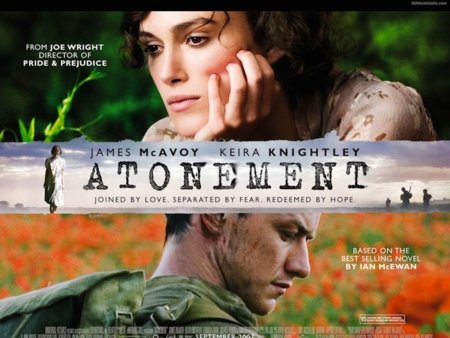 FROM JOE WRIGHT
DIRECTOR OF
PRIDE & PREJUDICE
JAMES McAVOY KEIRA KNIGHTLEY
ATONEMENT
JOINED BY LOVE. SEPARATED BY FEAR. REDEEMED BY HOPE.
BASED ON THE
BEST SELLING NOVEL
BY IAN McEWAN
SEPTEMBER 2007